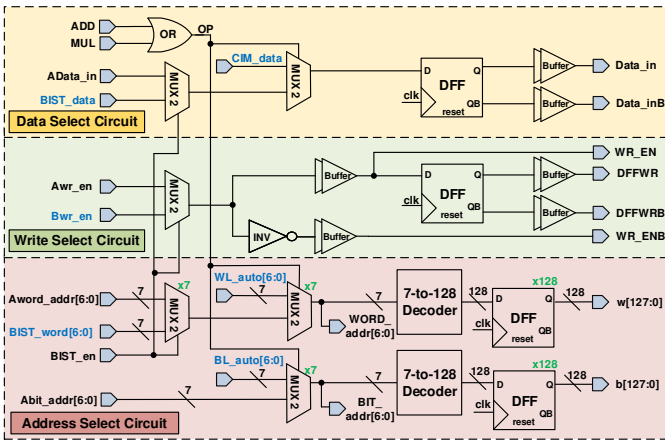 ADD
MUL
OR
OP
AData_in
BIST_data
MUX 2
CIM_data
MUX 2
clk
D
Q
DFF
QB
reset
Buffer
Buffer
Data_in
Data_inB
Data Select Circuit
Awr_en
Bwr_en
MUX 2
Buffer
INV
Buffer
clk
D
Q
DFF
QB
reset
Buffer
Buffer
WR_EN
DFFWR
DFFWRB
WR_ENB
Write Select Circuit
Aword_addr[6:0]
7
BIST_word[6:0]
7
BIST_en
MUX 2
x7
WL_auto[6:0]
7
MUX 2
x7
WORD_
addr[6:0]
7
7-to-128
Decoder
128
x128
D
Q
DFF
QB
clk
reset
128
w[127:0]
Abit_addr[6:0]
7
BL_auto[6:0]
7
MUX 2
x7
BIT_
addr[6:0]
7
7-to-128
Decoder
128
x128
D
Q
DFF
QB
clk
reset
128
b[127:0]
Address Select Circuit